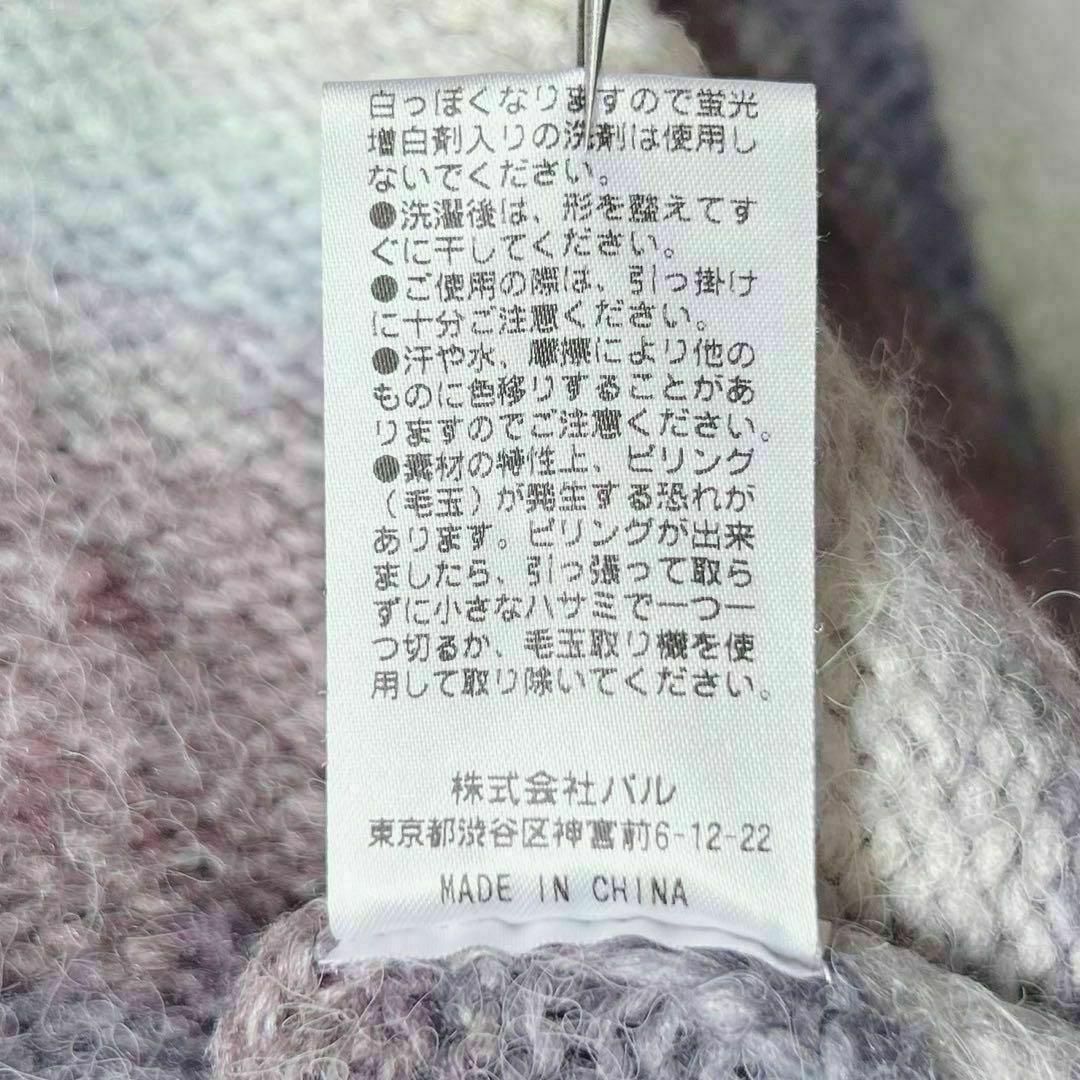 白っぽくなりますので蛍光
増白剤入りの洗剤は使用し
ないでください。
●洗濯後は、形を整えてす
ぐに干してください。
●ご使用の際は、引っ掛け
に十分ご注意ください。
●汗や水、摩擦により他の
ものに色移りすることがあ
りますのでご注意ください。
●素材の特性上、ピリング
(毛玉)が発生する恐れが
あります。ピリングが出来
ましたら、引っ張って取ら
ずに小さなハサミで一つ一
つ切るか、毛玉取り機を使
用して取り除いてください。
株式会社パル
東京都渋谷区神宮前6-12-22
MADE IN CHINA